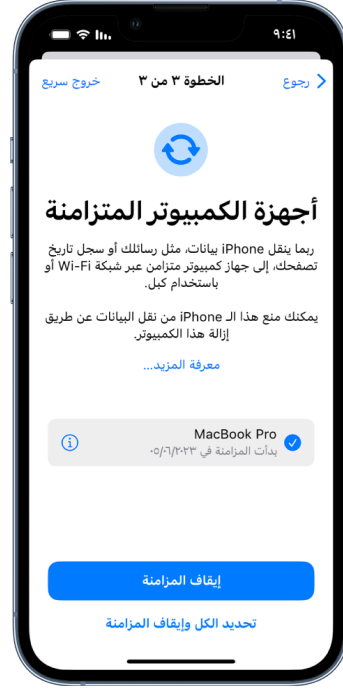 ٩:٤١
رجوع
الخطوة ٣ من ٣
خروج سريع
أجهزة الكمبيوتر المتزامنة
ربما ينقل iPhone بيانات، مثل رسائلك أو سجل تاريخ
تصفحك، إلى جهاز كمبيوتر متزامن عبر شبكة Wi-Fi أو
باستخدام كبل.
يمكنك منع هذا الـ iPhone من نقل البيانات عن طريق
إزالة هذا الكمبيوتر.
معرفة المزيد...
MacBook Pro
بدأت المزامنة في ٠٥/٠٦/٢٠٢٣
إيقاف المزامنة
تحديد الكل وإيقاف المزامنة